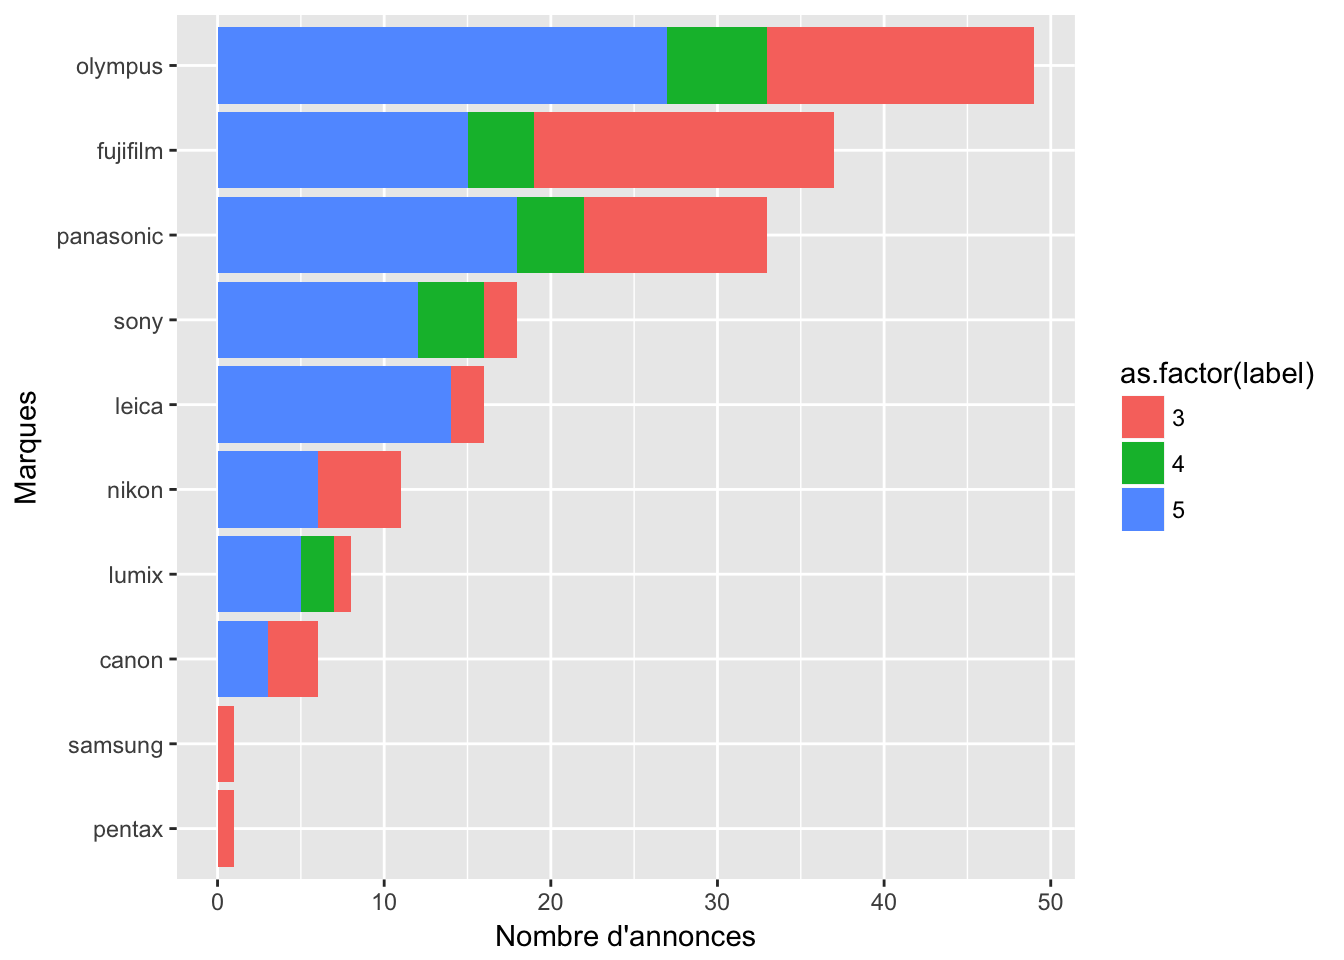 Marques
olympus
fujifilm
panasonic
sony
leica
nikon
lumix
canon
samsung
pentax
0 10 20 30 40 50
Nombre d'annonces
as.factor(label)
3
4
5